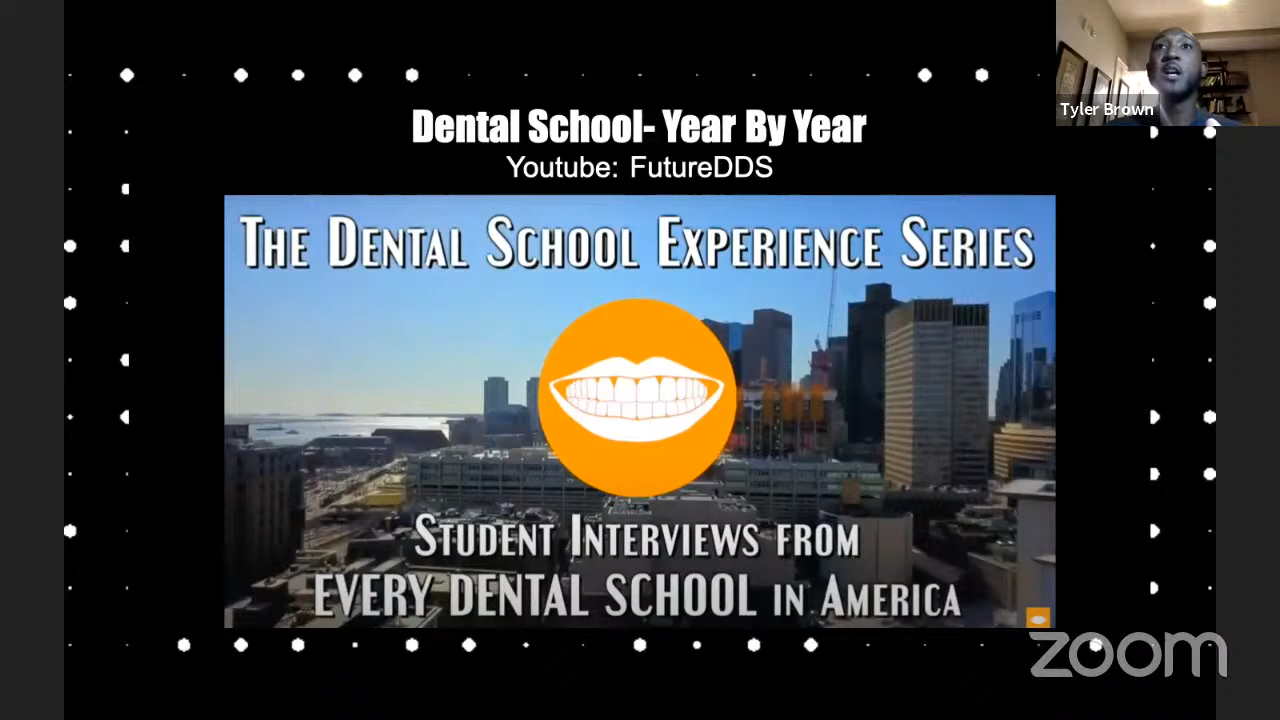 Dental School- Year By Year
Youtube: FutureDDS
Tyler Brown
THE DENTAL SCHOOL EXPERIENCE SERIES
STUDENT INTERVIEWS FROM
EVERY DENTAL SCHOOL IN AMERICA
zoom